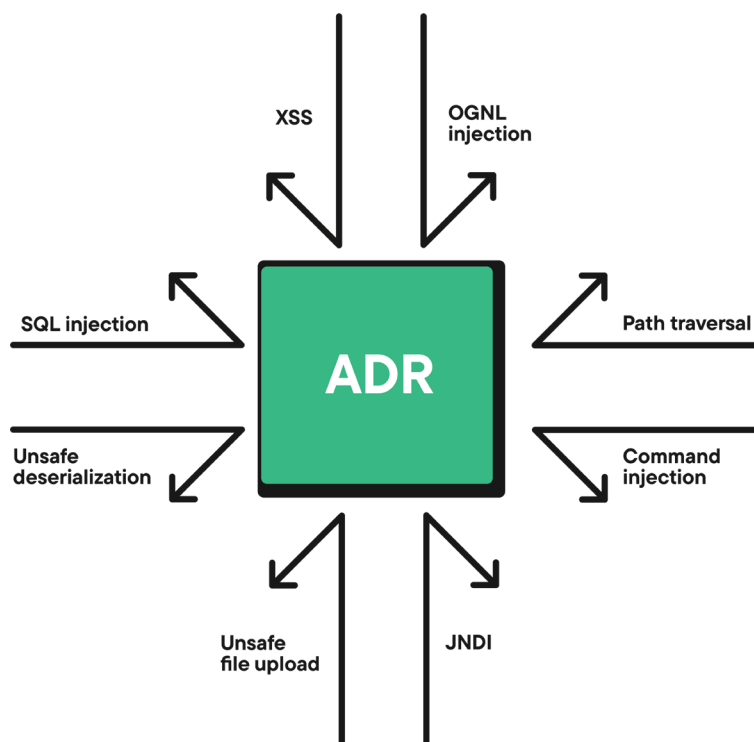 XSS
OGNL
injection
SQL injection
Path traversal
ADR
Unsafe
deserialization
Command
injection
Unsafe
file upload
JNDI